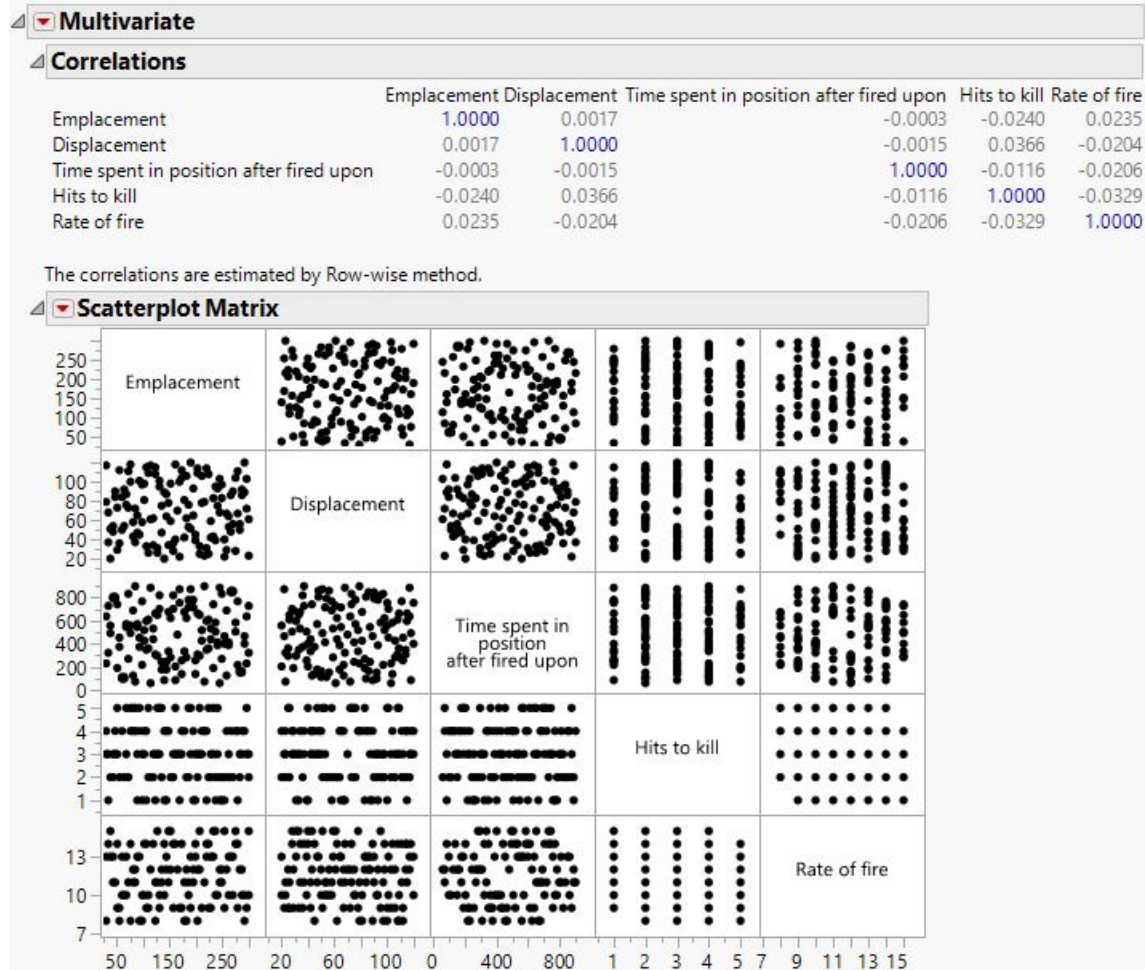 Multivariate
Correlations
Emplacement Displacement Time spent in position after fired upon Hits to kill Rate of fire
Emplacement 1.0000 0.0017 -0.0003 -0.0240 0.0235
Displacement 0.0017 1.0000 -0.0015 0.0366 -0.0204
Time spent in position after fired upon -0.0003 -0.0015 1.0000 -0.0116 -0.0206
Hits to kill -0.0240 0.0366 -0.0116 1.0000 -0.0329
Rate of fire 0.0235 -0.0204 -0.0206 -0.0329 1.0000
The correlations are estimated by Row-wise method.
Scatterplot Matrix
250
200
150
100
50
Emplacement
100
80
60
40
20
Displacement
800
600
400
200
0
Time spent in
position
after fired upon
5
4
3
2
1
Hits to kill
13
10
7
Rate of fire
50 150 250 20 60 100 0 400 800 1 2 3 4 5 7 9 11 13 15